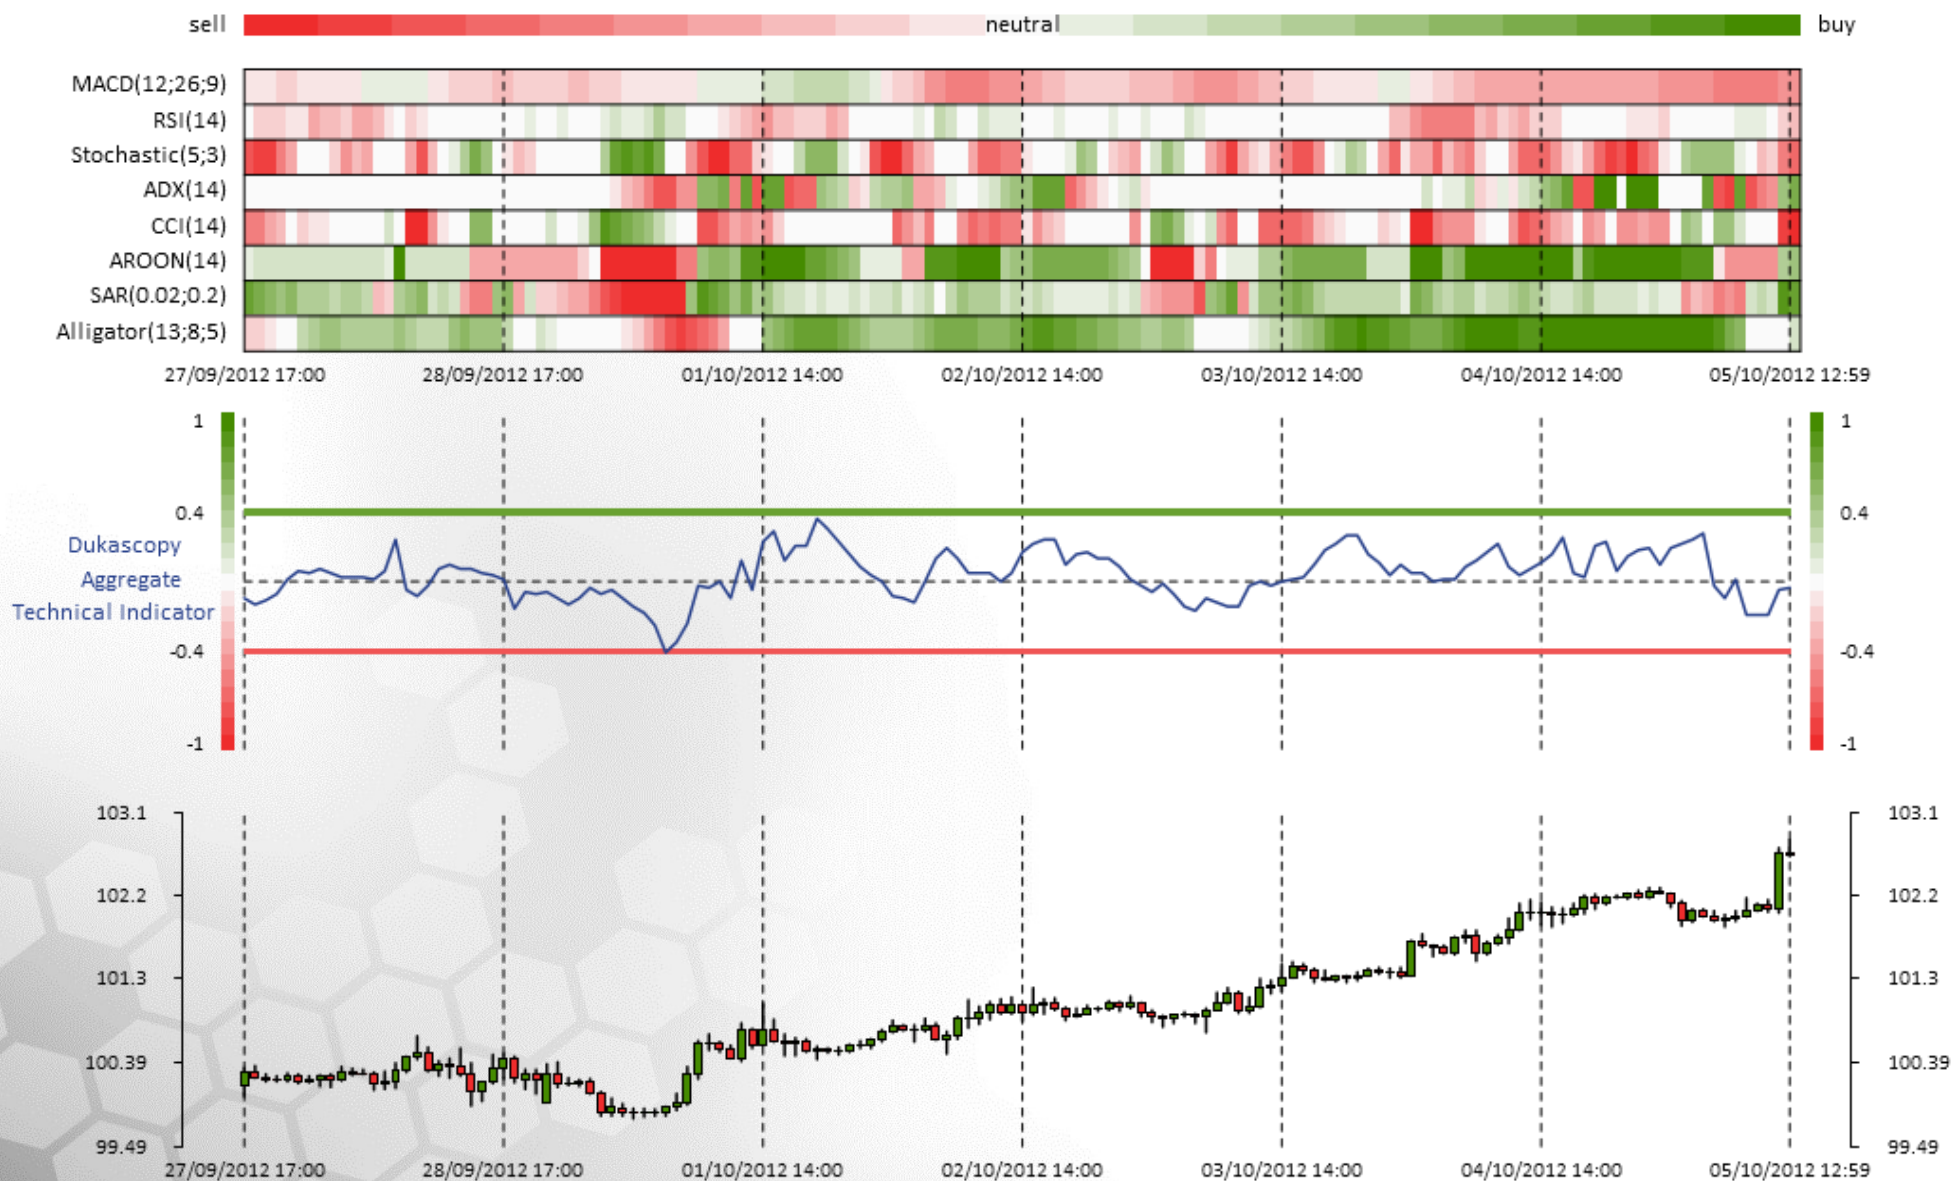 sell neutral buy
MACD(12;26;9)
RSI(14)
Stochastic(5;3)
ADX(14)
CCI(14)
AROON(14)
SAR(0.02;0.2)
Alligator(13;8;5)
27/09/2012 17:00 28/09/2012 17:00 01/10/2012 14:00 02/10/2012 14:00 03/10/2012 14:00 04/10/2012 14:00 05/10/2012 12:59
1 1
0.4 0.4
Dukascopy
Aggregate
Technical Indicator
-0.4 -0.4
-1 -1
103.1 103.1
102.2 102.2
101.3 101.3
100.39 100.39
99.49 99.49
27/09/2012 17:00 28/09/2012 17:00 01/10/2012 14:00 02/10/2012 14:00 03/10/2012 14:00 04/10/2012 14:00 05/10/2012 12:59